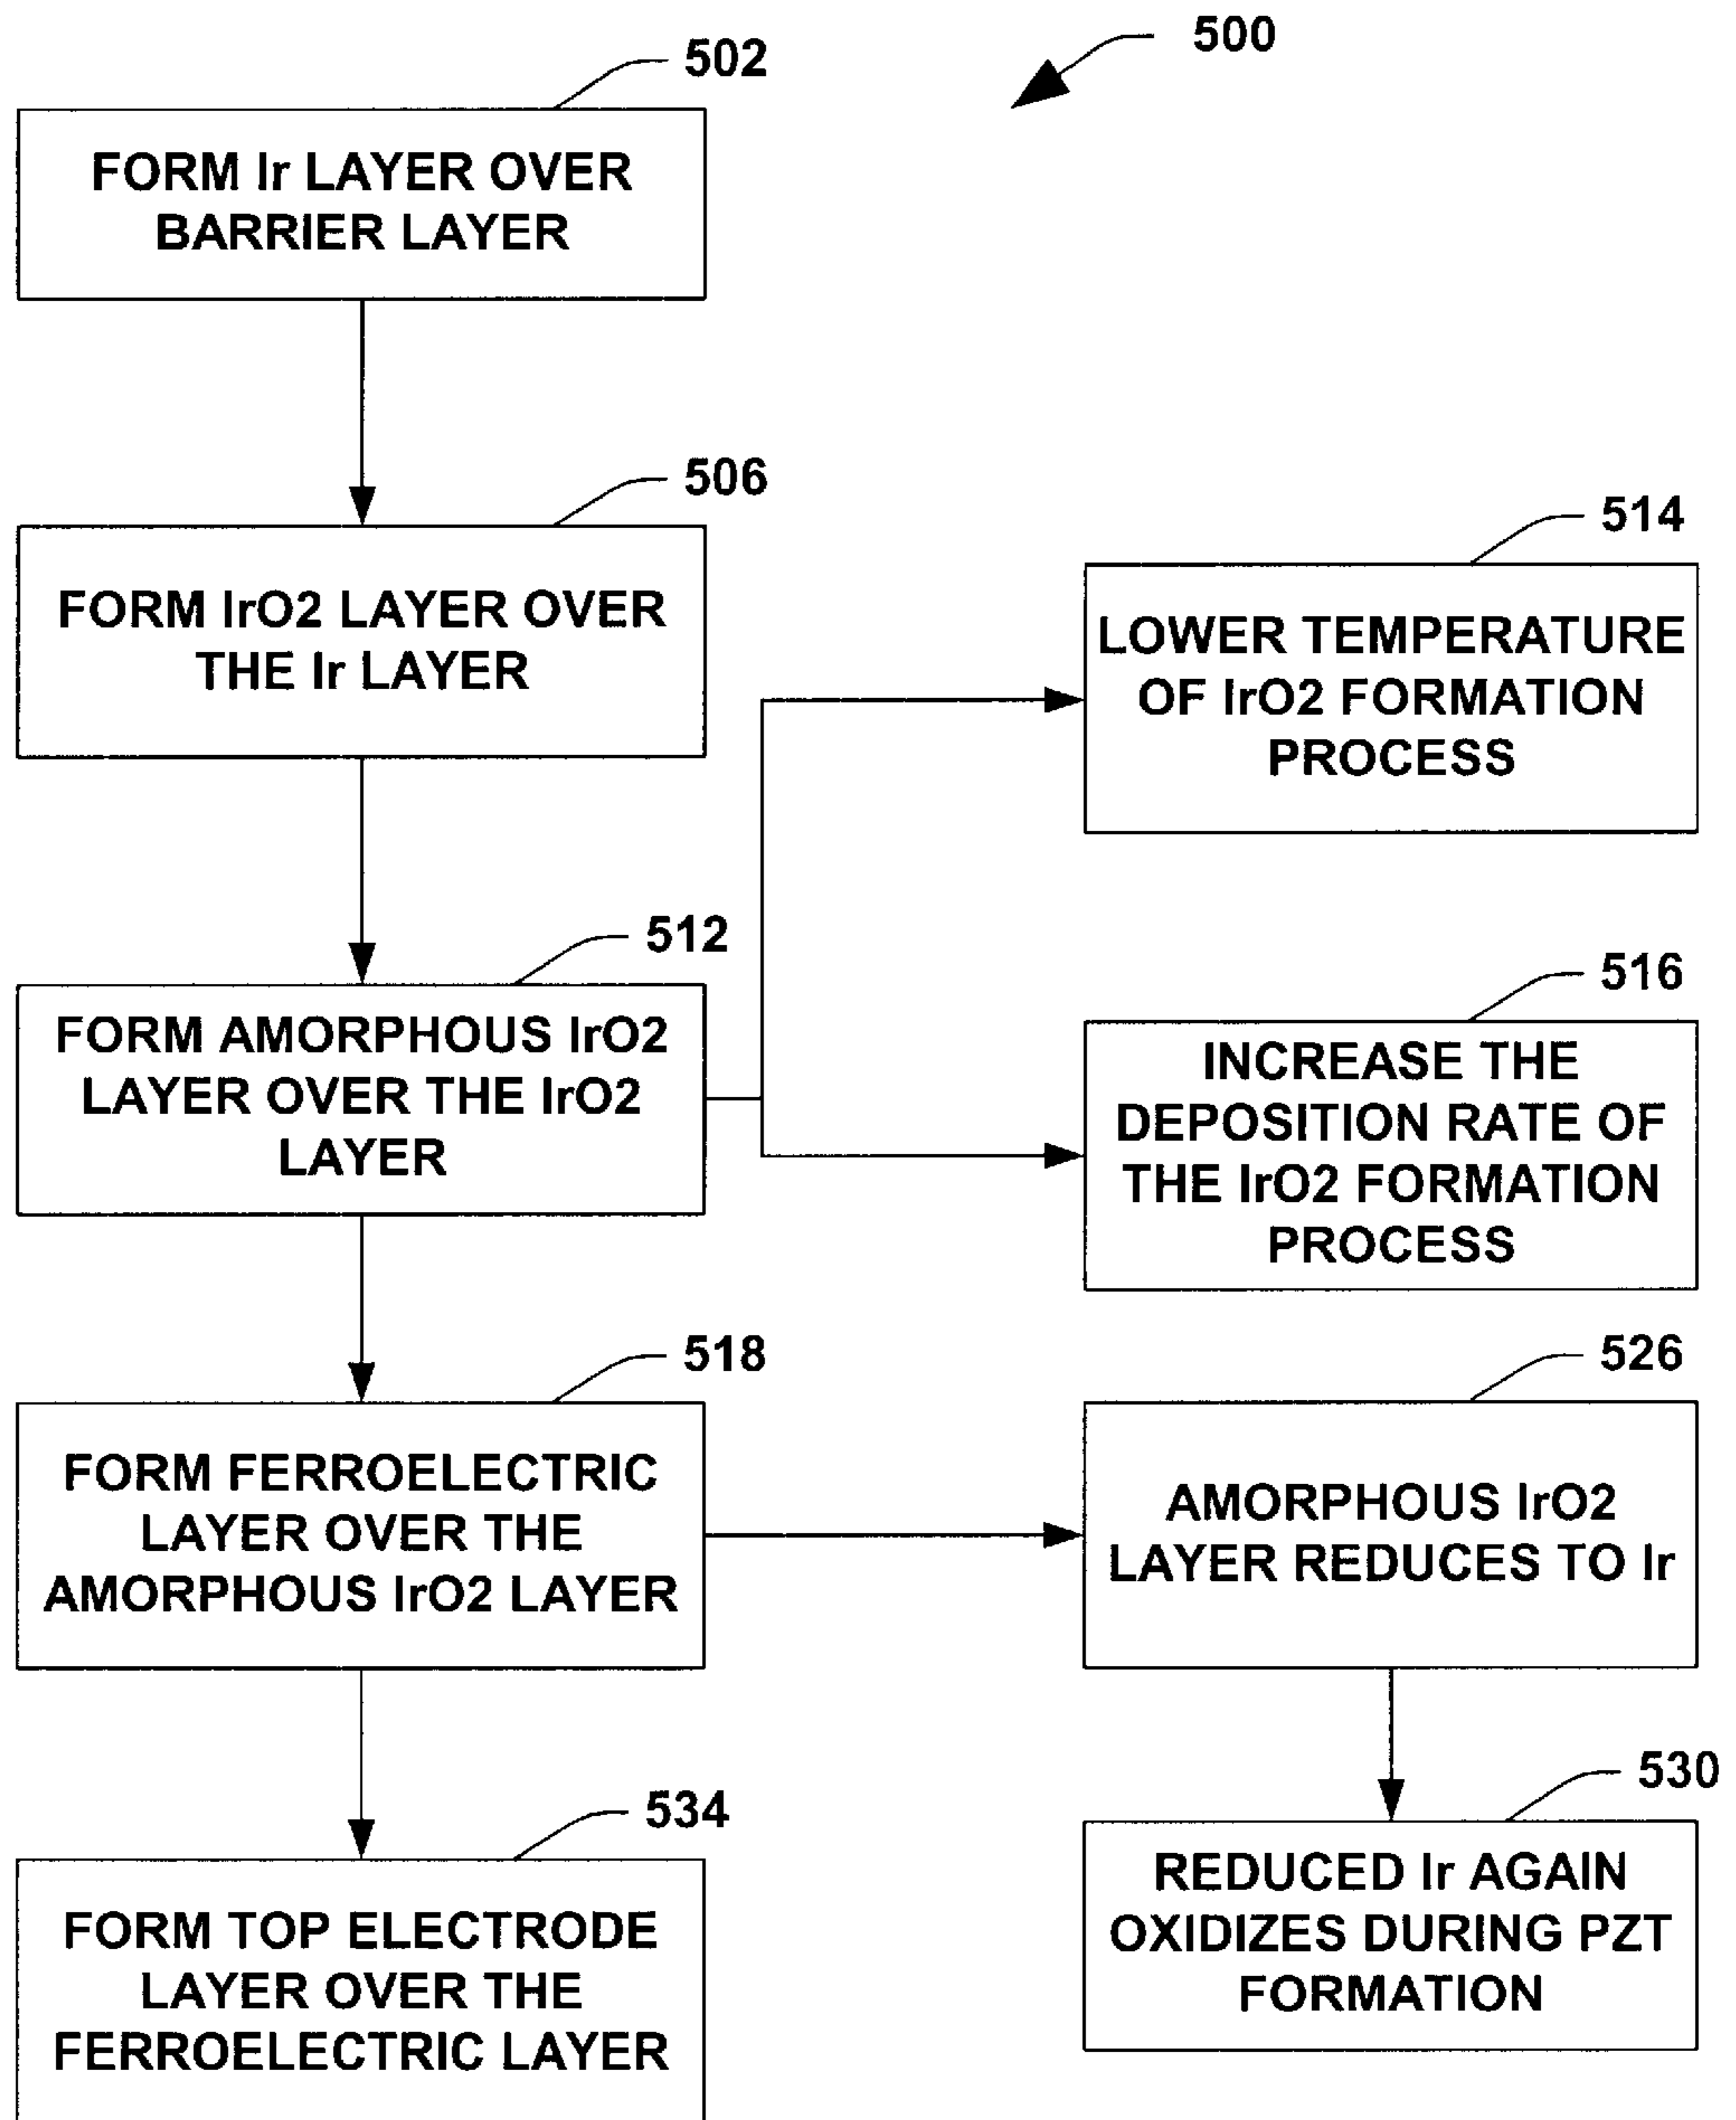 500
502
FORM Ir LAYER OVER
BARRIER LAYER
506
FORM IrO2 LAYER OVER
THE Ir LAYER
514
LOWER TEMPERATURE
OF IrO2 FORMATION
PROCESS
512
FORM AMORPHOUS IrO2
LAYER OVER THE IrO2
LAYER
516
INCREASE THE
DEPOSITION RATE OF
THE IrO2 FORMATION
PROCESS
518
FORM FERROELECTRIC
LAYER OVER THE
AMORPHOUS IrO2 LAYER
526
AMORPHOUS IrO2
LAYER REDUCES TO Ir
530
REDUCED Ir AGAIN
OXIDIZES DURING PZT
FORMATION
534
FORM TOP ELECTRODE
LAYER OVER THE
FERROELECTRIC LAYER